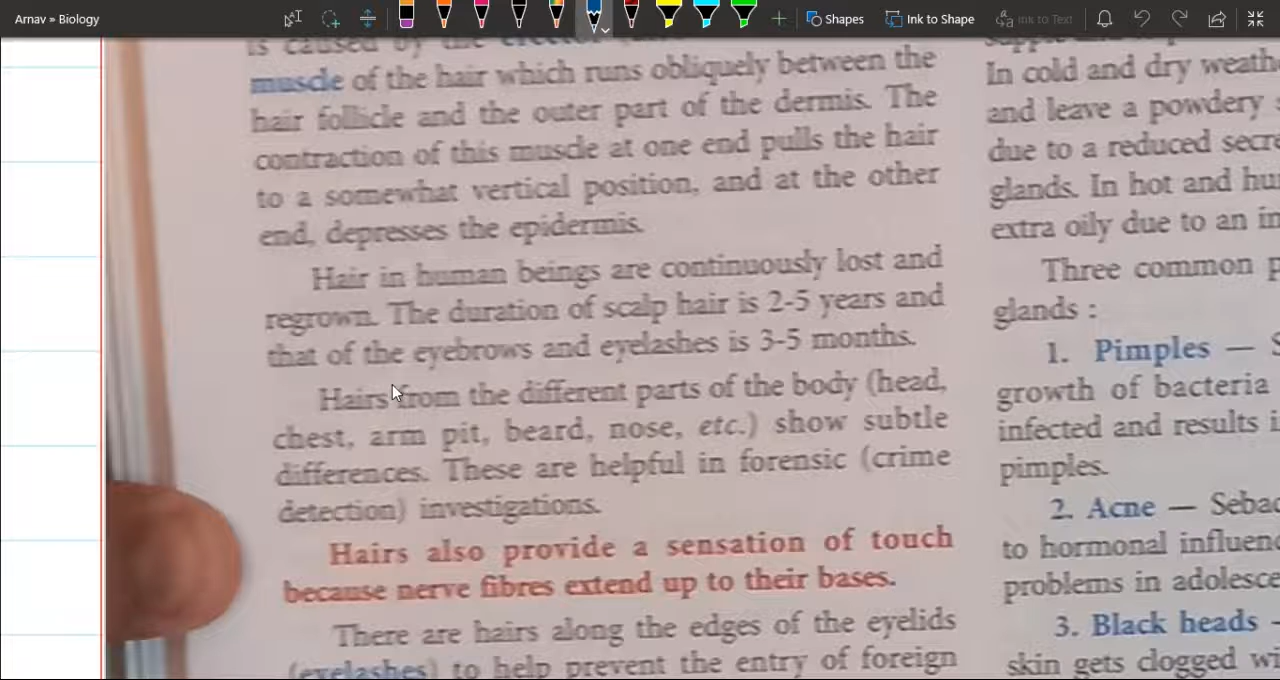 Arnav » Biology
Shapes
Ink to Shape
Ink to Text
is caused by the erector
muscle of the hair which runs obliquely between the
hair follicle and the outer part of the dermis. The
contraction of this muscle at one end pulls the hair
to a somewhat vertical position, and at the other
end, depresses the epidermis.
Hair in human beings are continuously lost and
regrown. The duration of scalp hair is 2-5 years and
that of the eyebrows and eyelashes is 3-5 months.
Hairs from the different parts of the body (head,
chest, arm pit, beard, nose, etc.) show subtle
differences. These are helpful in forensic (crime
detection) investigations.
Hairs also provide a sensation of touch
because nerve fibres extend up to their bases.
There are hairs along the edges of the eyelids
(eyelashes) to help prevent the entry of foreign
In cold and dry weath
and leave a powdery
due to a reduced secre
glands. In hot and hu
extra oily due to an in
Three common p
glands :
1. Pimples — S
growth of bacteria
infected and results i
pimples.
2. Acne — Sebac
to hormonal influenc
problems in adolesce
3. Black heads -
skin gets clogged wi